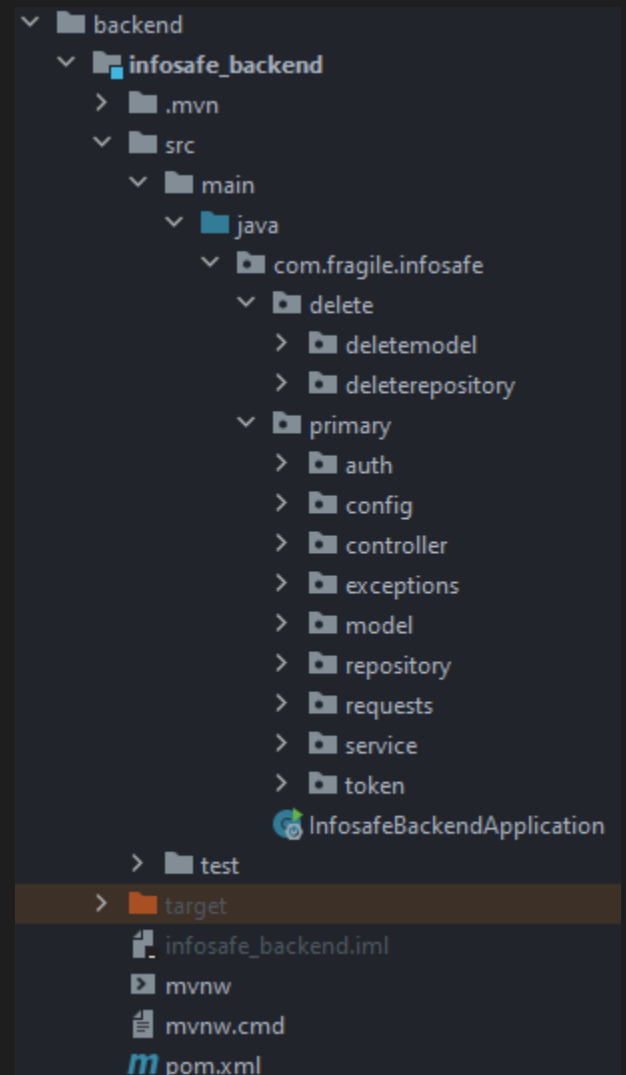 backend
infosafe_backend
.mvn
src
main
java
com.fragile.infosafe
delete
deletemodel
deleterepository
primary
auth
config
controller
exceptions
model
repository
requests
service
token
InfosafeBackendApplication
test
target
infosafe_backend.iml
mvnw
mvnw.cmd
pom.xml